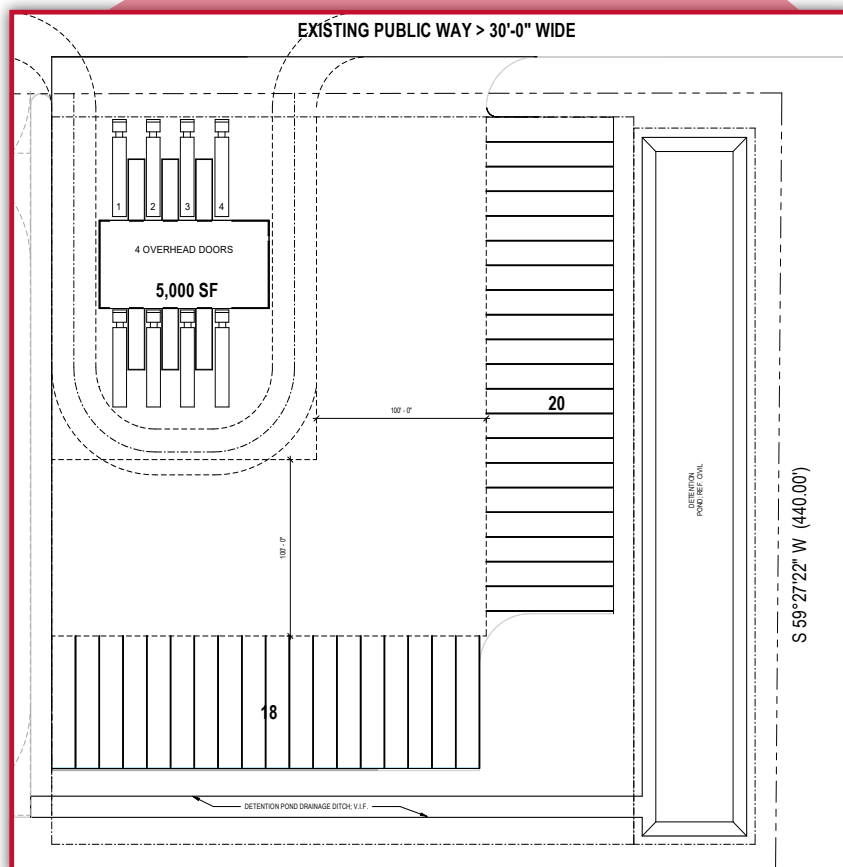 EXISTING PUBLIC WAY > 30'-0" WIDE
1 2 3 4
4 OVERHEAD DOORS
5,000 SF
100' - 0"
20
DETENTION
POND; REF. CIVIL
S 59°27'22" W (440.00')
100' - 0"
18
DETENTION POND DRAINAGE DITCH; V.I.F.